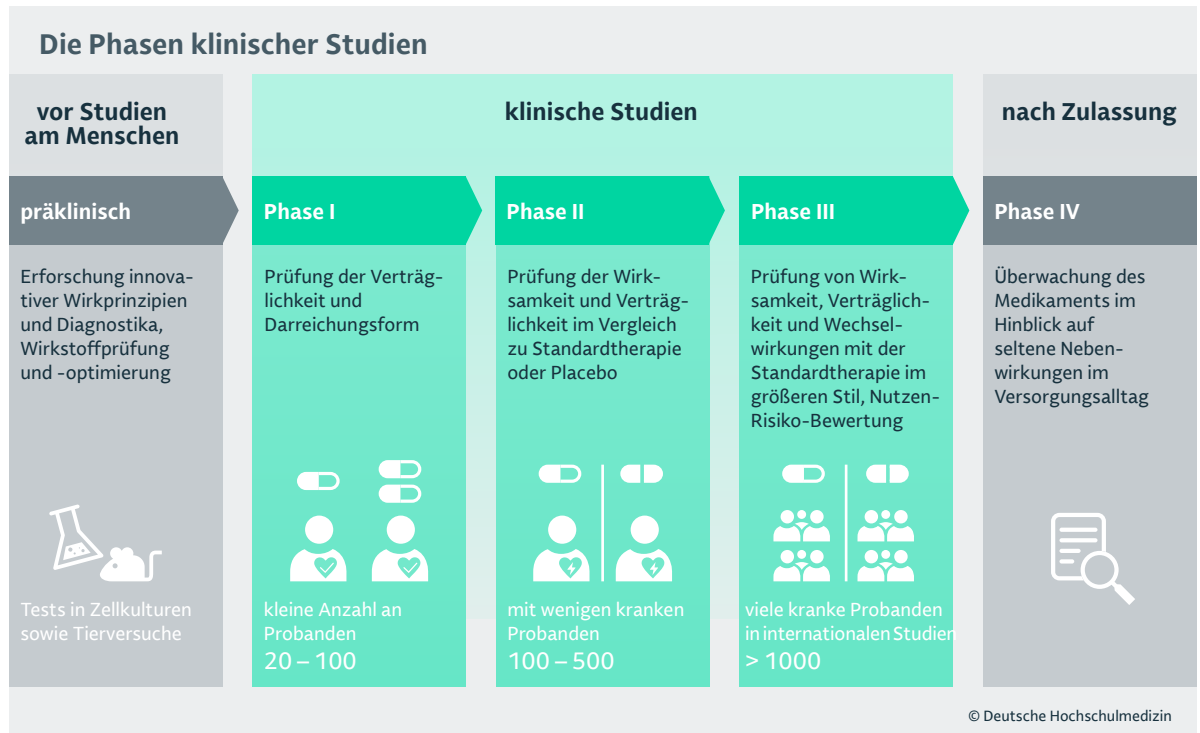 Die Phasen klinischer Studien
vor Studien
am Menschen
klinische Studien
nach Zulassung
präklinisch
Phase I
Phase II
Phase III
Phase IV
Erforschung innova-
tiver Wirkprinzipien
und Diagnostika,
Wirkstoffprüfung
und -optimierung
Prüfung der Verträg-
lichkeit und
Darreichungsform
Prüfung der Wirk-
samkeit und Verträg-
lichkeit im Vergleich
zu Standardtherapie
oder Placebo
Prüfung von Wirk-
samkeit, Verträglich-
keit und Wechsel-
wirkungen mit der
Standardtherapie im
größeren Stil, Nutzen-
Risiko-Bewertung
Überwachung des
Medikaments im
Hinblick auf
seltene Neben-
wirkungen im
Versorgungsalltag
Tests in Zellkulturen
sowie Tierversuche
kleine Anzahl an
Probanden
20 – 100
mit wenigen kranken
Probanden
100 – 500
viele kranke Probanden
in internationalen Studien
> 1000
© Deutsche Hochschulmedizin